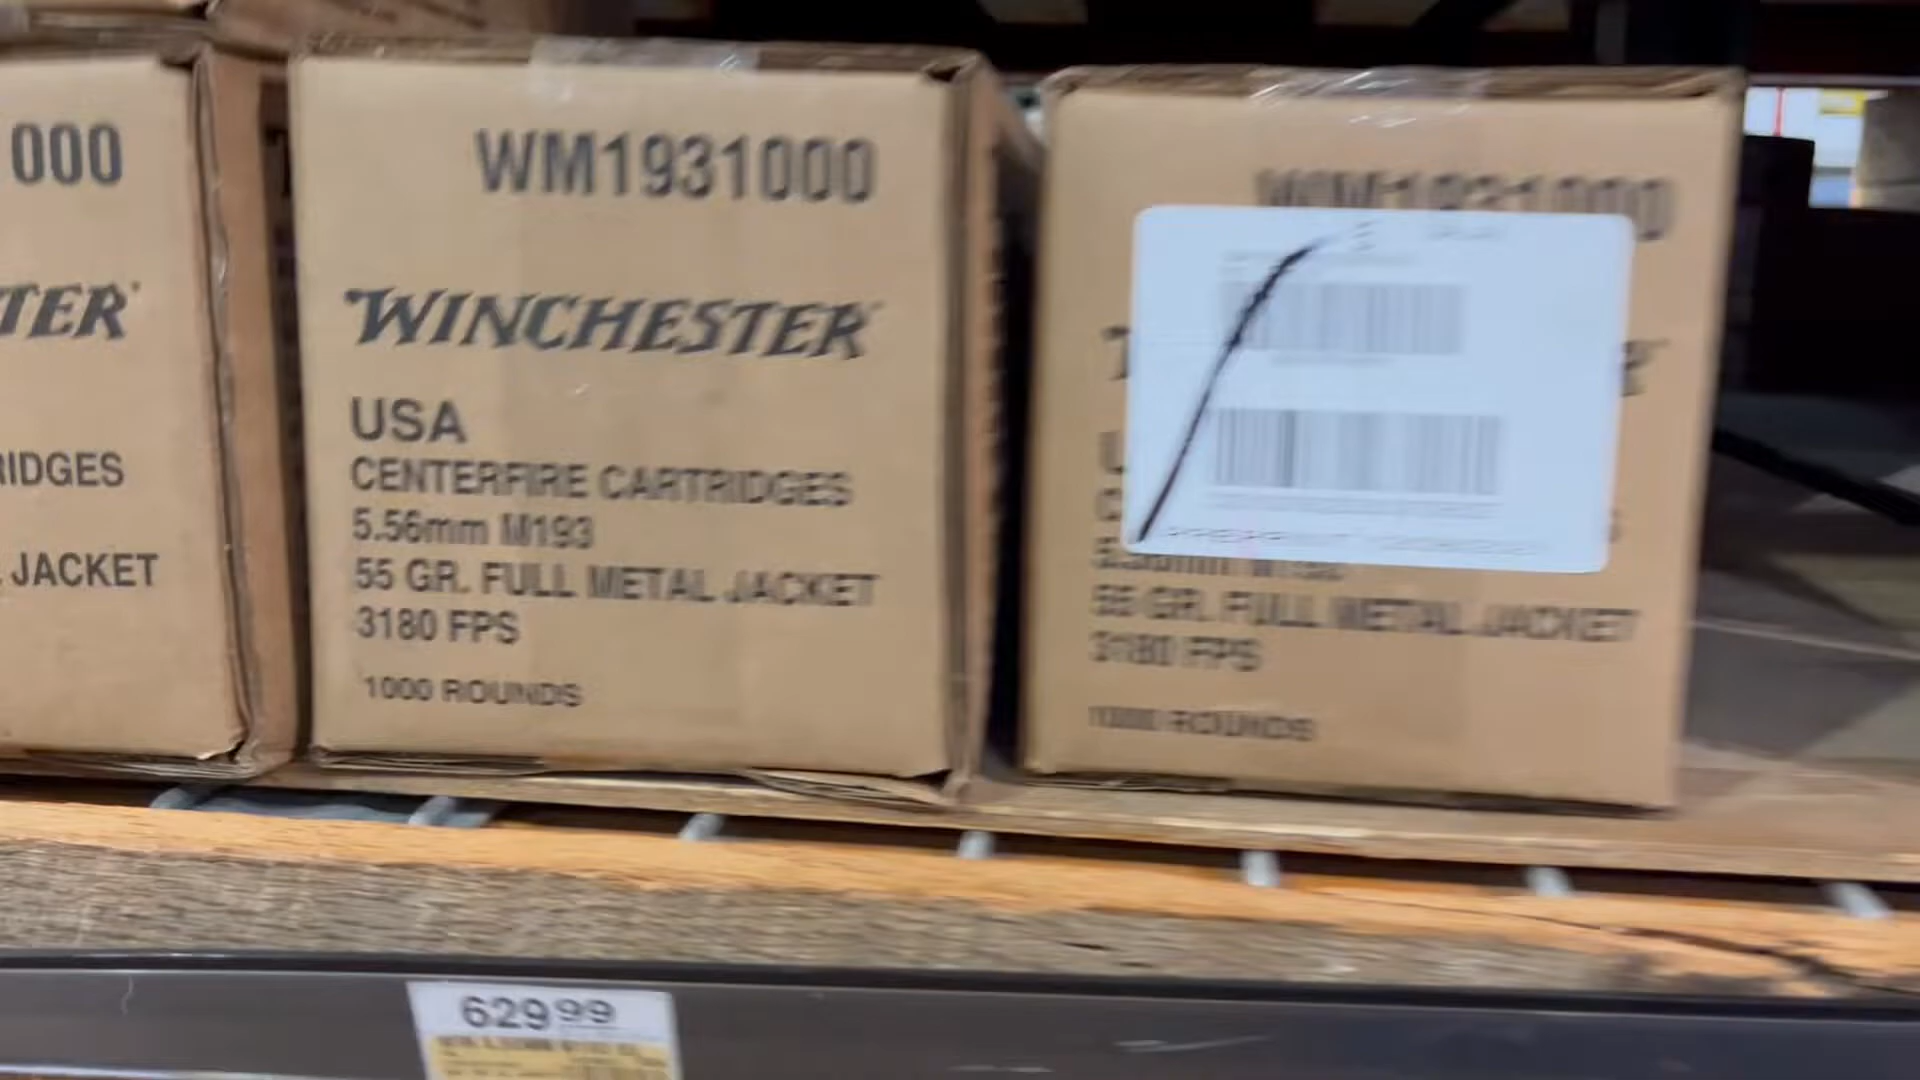 000
TER
RIDGES
JACKET
WM1931000
WINCHESTER
USA
CENTERFIRE CARTRIDGES
5.56mm M193
55 GR. FULL METAL JACKET
3180 FPS
1000 ROUNDS
WM1931000
R
55 GR. FULL METAL JACKET
3180 FPS
1000 ROUNDS
629 99